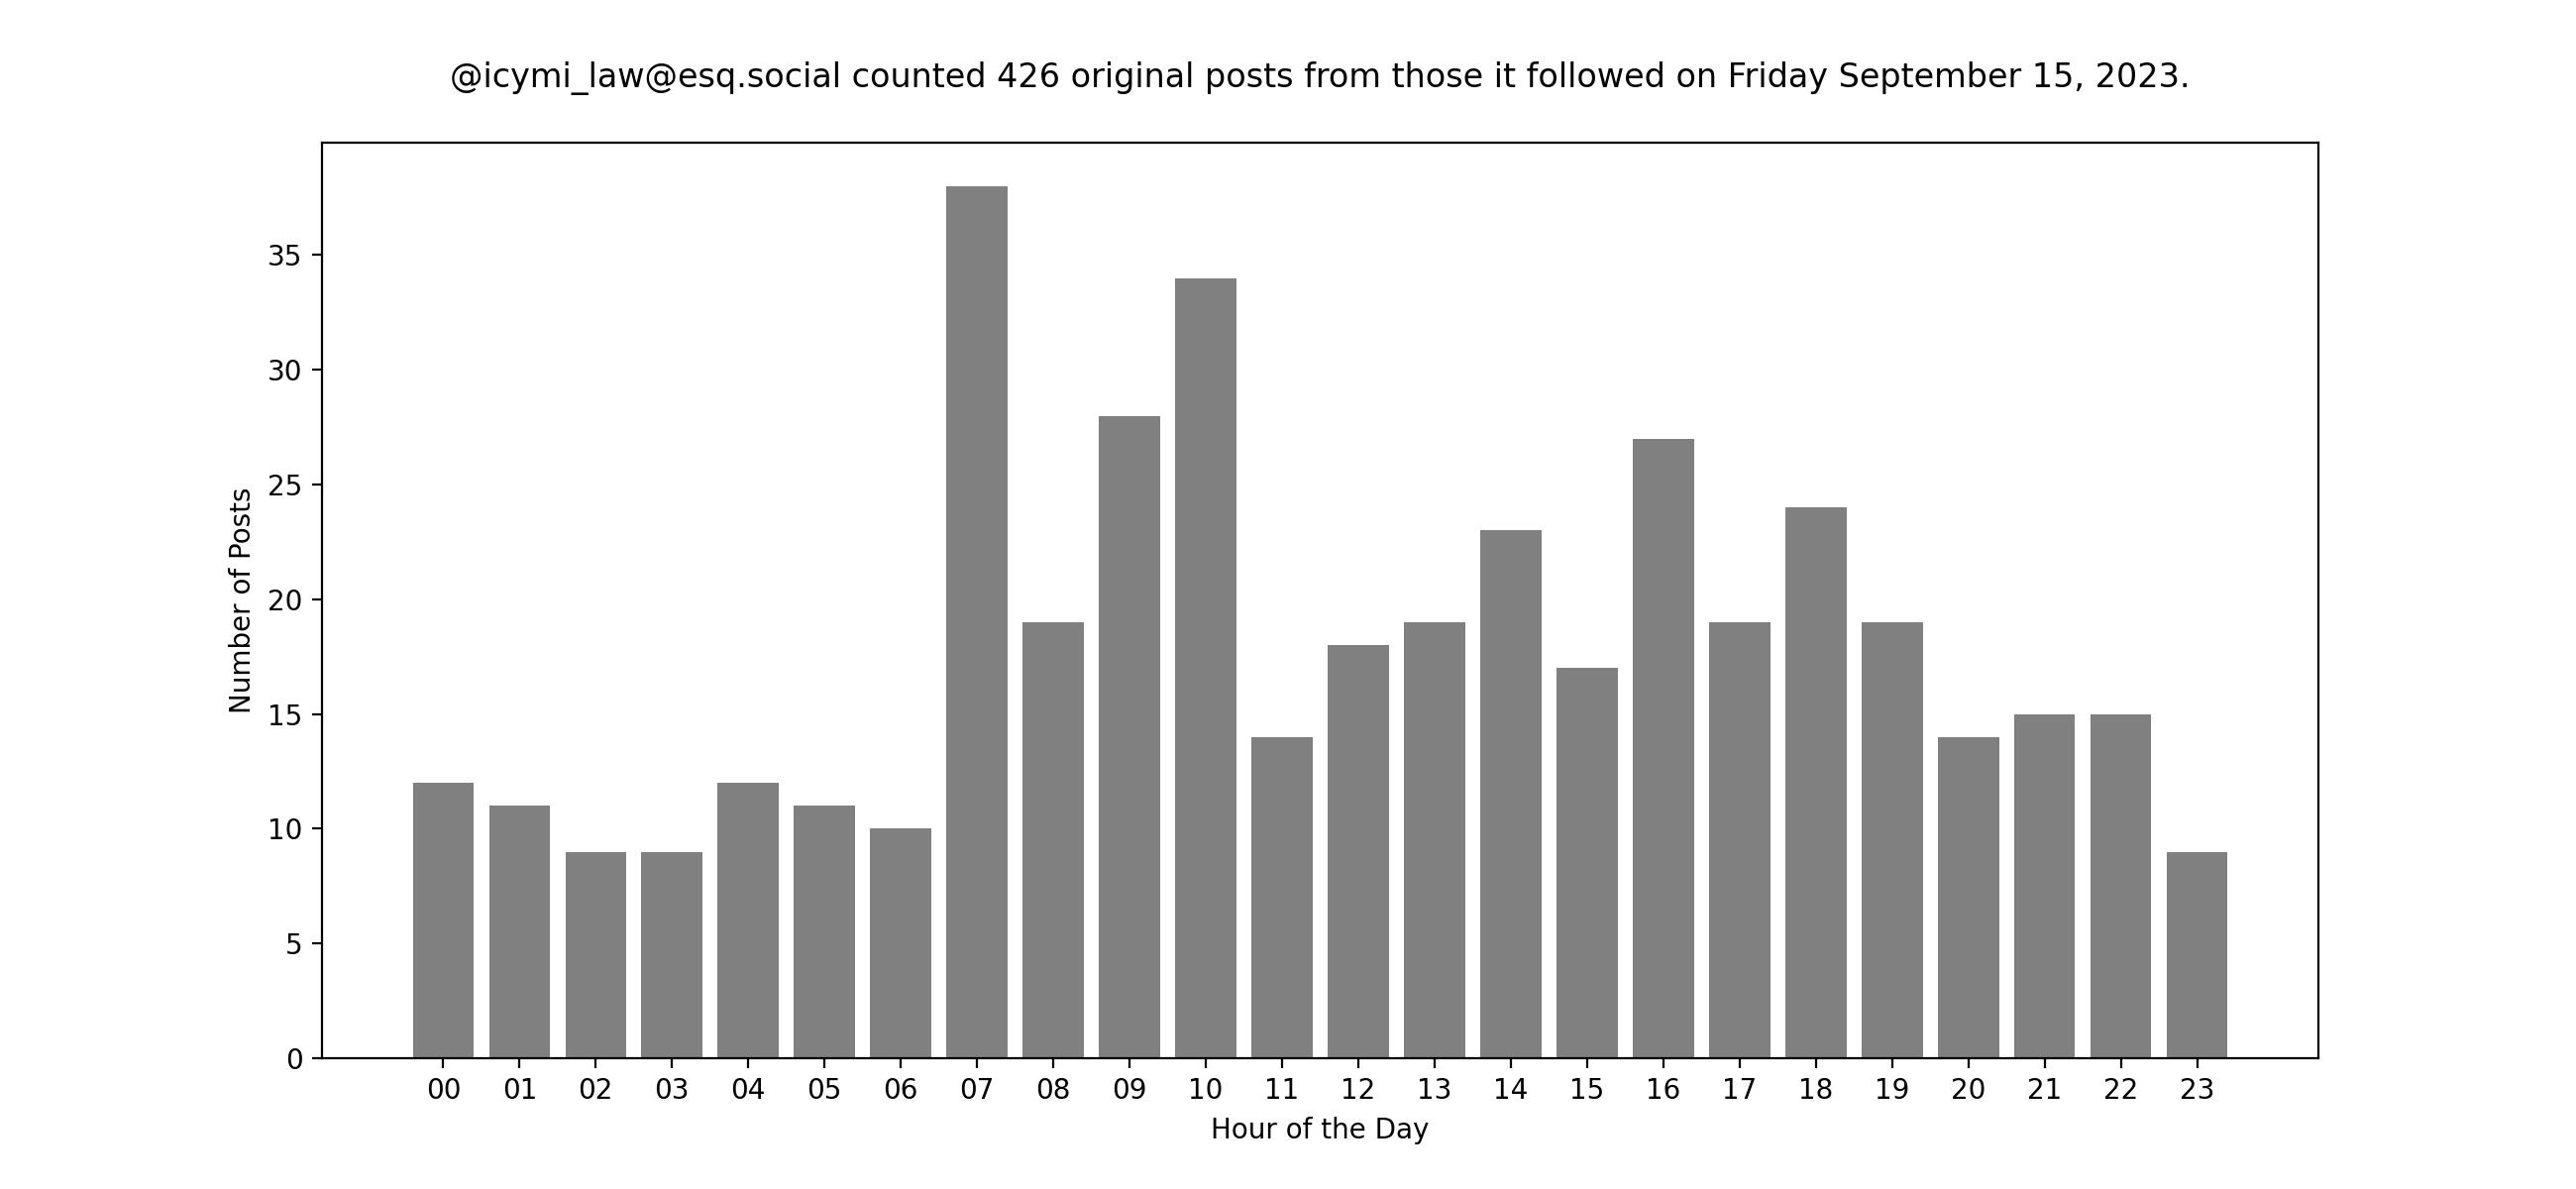 @icymi_law@esq.social counted 426 original posts from those it followed on Friday September 15, 2023.
35
30
25
20
15
10
5
0
Number of Posts
00 01 02 03 04 05 06 07 08 09 10 11 12 13 14 15 16 17 18 19 20 21 22 23
Hour of the Day